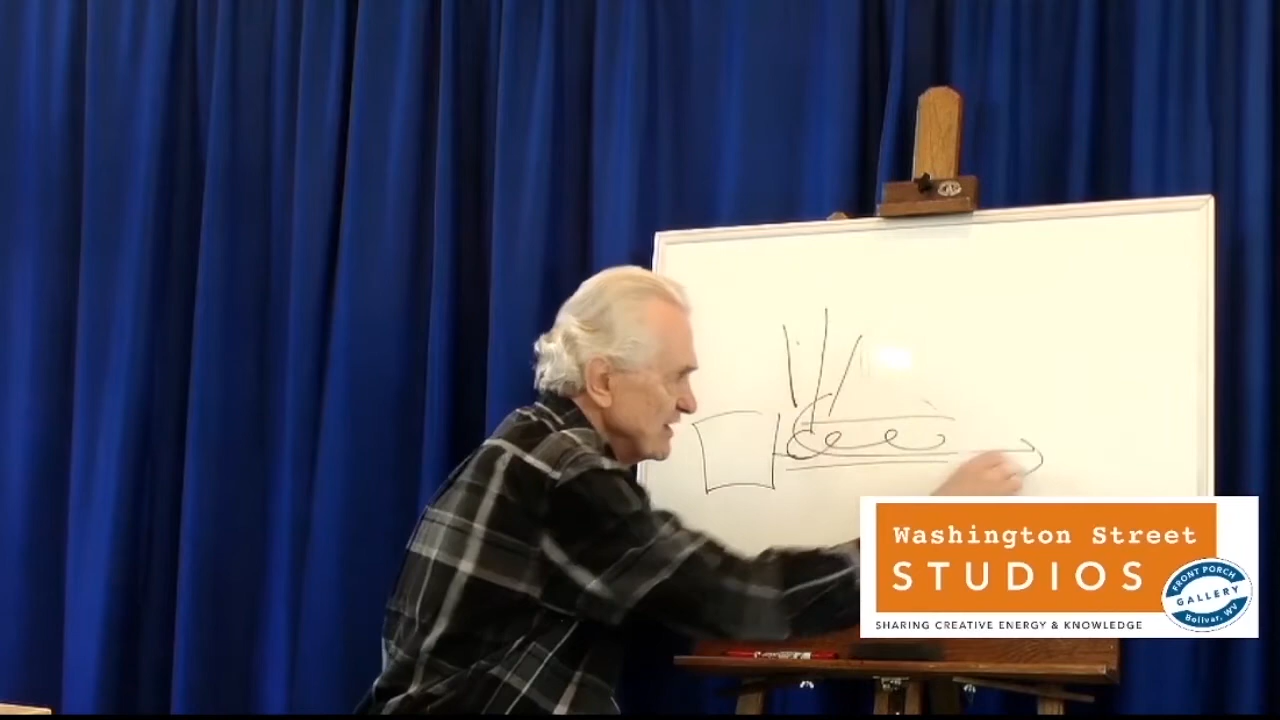 Washington Street
STUDIOS
FRONT PORCH
GALLERY
Bolivar, WV
SHARING CREATIVE ENERGY & KNOWLEDGE